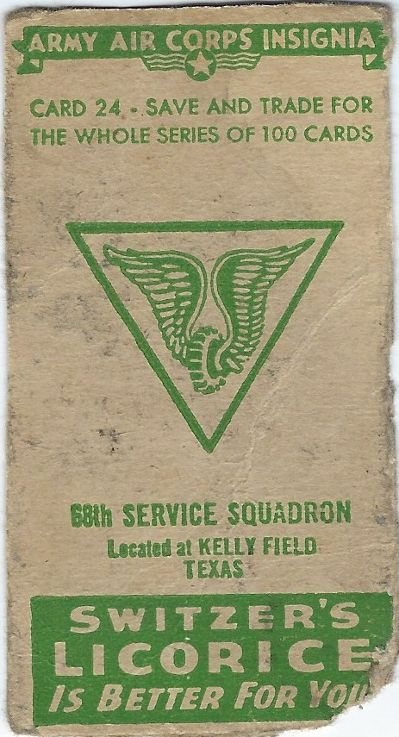 ARMY AIR CORPS INSIGNIA
CARD 24 - SAVE AND TRADE FOR
THE WHOLE SERIES OF 100 CARDS
68th SERVICE SQUADRON
Located at KELLY FIELD
TEXAS
SWITZER'S
LICORICE
IS BETTER FOR YOU